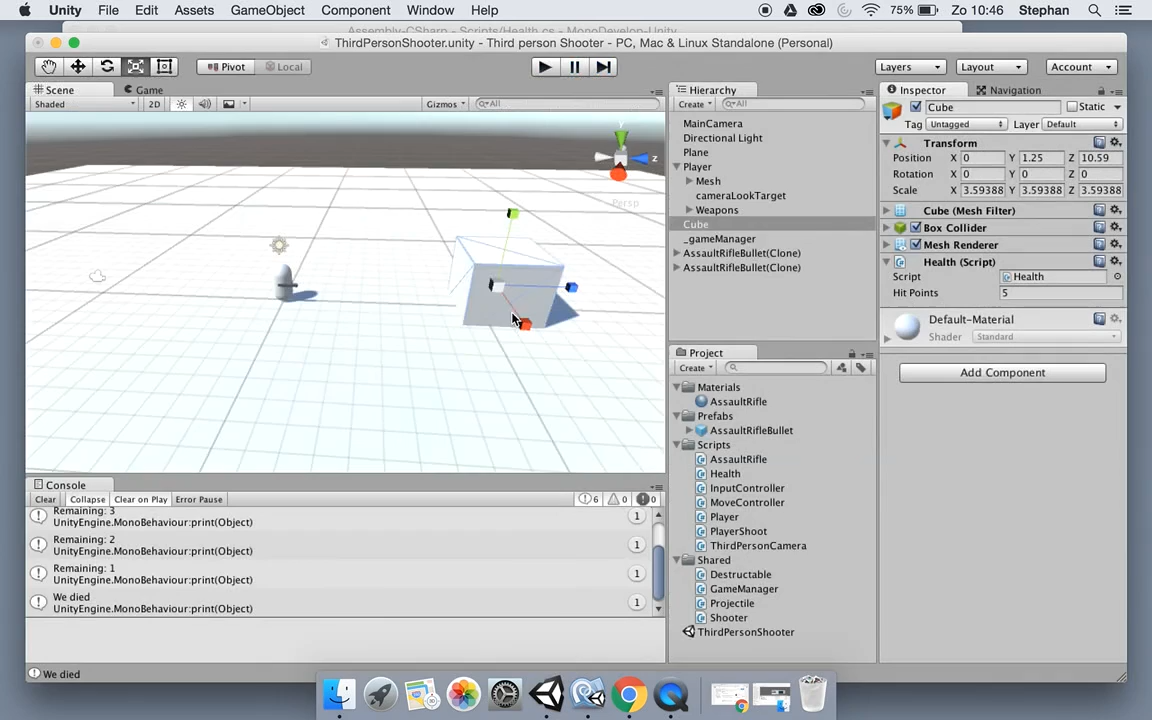 Unity File Edit Assets GameObject Component Window Help 75% Zo 10:46 Stephan
Assembly-CSharp - Scripts/Health.cs - MonoDevelop-Unity
ThirdPersonShooter.unity - Third person Shooter - PC, Mac & Linux Standalone (Personal)
Pivot Local Layers Layout Account
Scene Game
Shaded 2D Gizmos All
y
z
Persp
Console
Clear Collapse Clear on Play Error Pause 6 0 0
Remaining: 3
UnityEngine.MonoBehaviour:print(Object) 1
Remaining: 2
UnityEngine.MonoBehaviour:print(Object) 1
Remaining: 1
UnityEngine.MonoBehaviour:print(Object) 1
We died
UnityEngine.MonoBehaviour:print(Object) 1
We died
Hierarchy
Create All
MainCamera
Directional Light
Plane
Player
Mesh
cameraLookTarget
Weapons
Cube
_gameManager
AssaultRifleBullet(Clone)
AssaultRifleBullet(Clone)
Project
Create
Materials
AssaultRifle
Prefabs
AssaultRifleBullet
Scripts
AssaultRifle
Health
InputController
MoveController
Player
PlayerShoot
ThirdPersonCamera
Shared
Destructable
GameManager
Projectile
Shooter
ThirdPersonShooter
Inspector Navigation
Cube Static
Tag Untagged Layer Default
Transform
Position X 0 Y 1.25 Z 10.59
Rotation X 0 Y 0 Z 0
Scale X 3.59388 Y 3.59388 Z 3.59388
Cube (Mesh Filter)
Box Collider
Mesh Renderer
Health (Script)
Script Health
Hit Points 5
Default-Material
Shader Standard
Add Component